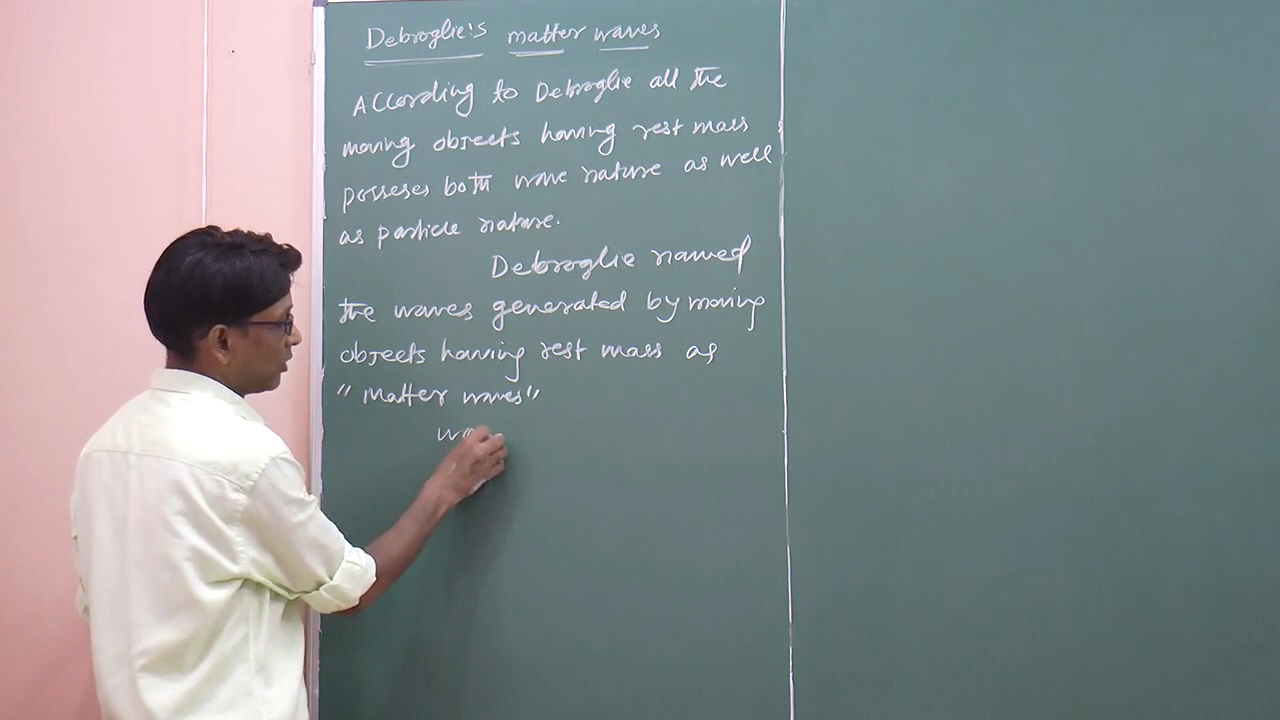 Debroglie's matter waves
According to Debroglie all the
moving objects having rest mass
posseses both wave nature as well
as particle nature.
Debroglie named
the waves generated by moving
objects having rest mass as
"Matter waves"